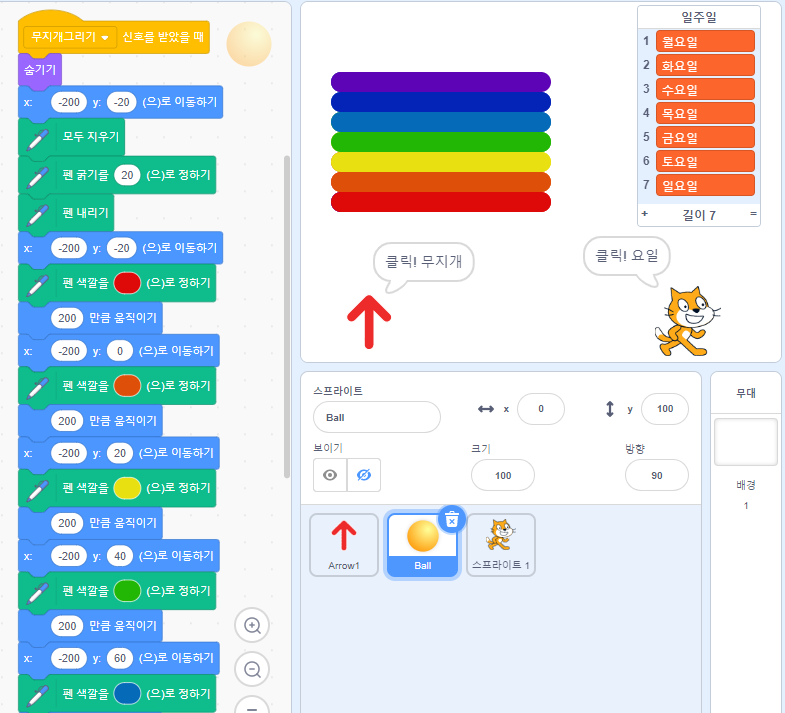 무지개그리기 신호를 받았을 때
숨기기
x: -200 y: -20 (으)로 이동하기
모두 지우기
펜 굵기를 20 (으)로 정하기
펜 내리기
x: -200 y: -20 (으)로 이동하기
펜 색깔을 (으)로 정하기
200 만큼 움직이기
x: -200 y: 0 (으)로 이동하기
펜 색깔을 (으)로 정하기
200 만큼 움직이기
x: -200 y: 20 (으)로 이동하기
펜 색깔을 (으)로 정하기
200 만큼 움직이기
x: -200 y: 40 (으)로 이동하기
펜 색깔을 (으)로 정하기
200 만큼 움직이기
x: -200 y: 60 (으)로 이동하기
펜 색깔을 (으)로 정하기
일주일
1 월요일
2 화요일
3 수요일
4 목요일
5 금요일
6 토요일
7 일요일
+ 길이 7 =
클릭! 무지개
클릭! 요일
스프라이트
Ball
x 0
y 100
보이기
크기
방향
100
90
Arrow1
Ball
스프라이트 1
무대
배경
1